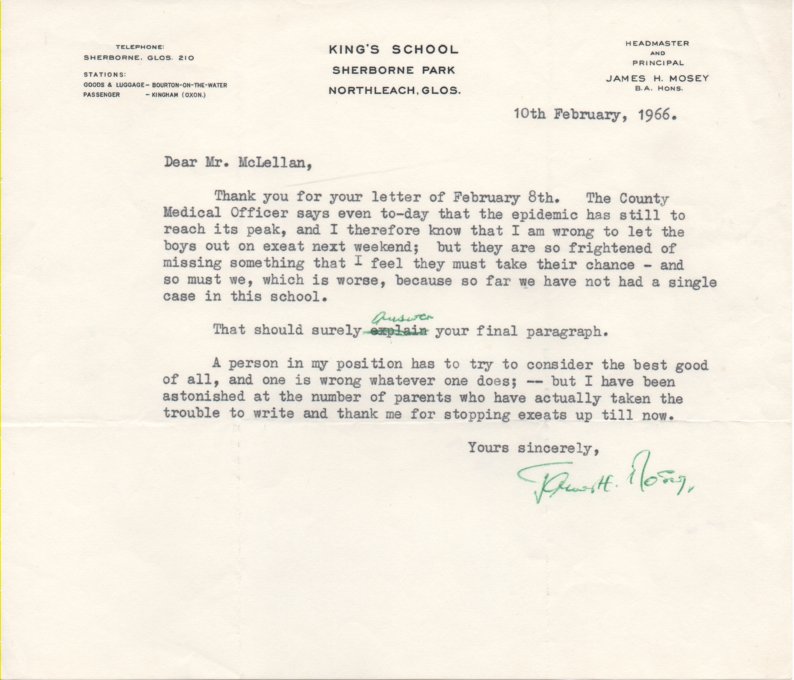 TELEPHONE:
SHERBORNE, GLOS. 210
STATIONS:
GOODS & LUGGAGE – BOURTON-ON-THE-WATER
PASSENGER – KINGHAM (OXON.)
KING'S SCHOOL
SHERBORNE PARK
NORTHLEACH, GLOS.
HEADMASTER
AND
PRINCIPAL
JAMES H. MOSEY
B.A. HONS.
10th February, 1966.
Dear Mr. McLellan,
Thank you for your letter of February 8th. The County
Medical Officer says even to-day that the epidemic has still to
reach its peak, and I therefore know that I am wrong to let the
boys out on exeat next weekend; but they are so frightened of
missing something that I feel they must take their chance - and
so must we, which is worse, because so far we have not had a single
case in this school.
answer
That should surely explain your final paragraph.
A person in my position has to try to consider the best good
of all, and one is wrong whatever one does; -- but I have been
astonished at the number of parents who have actually taken the
trouble to write and thank me for stopping exeats up till now.
Yours sincerely,
James H. Mosey.